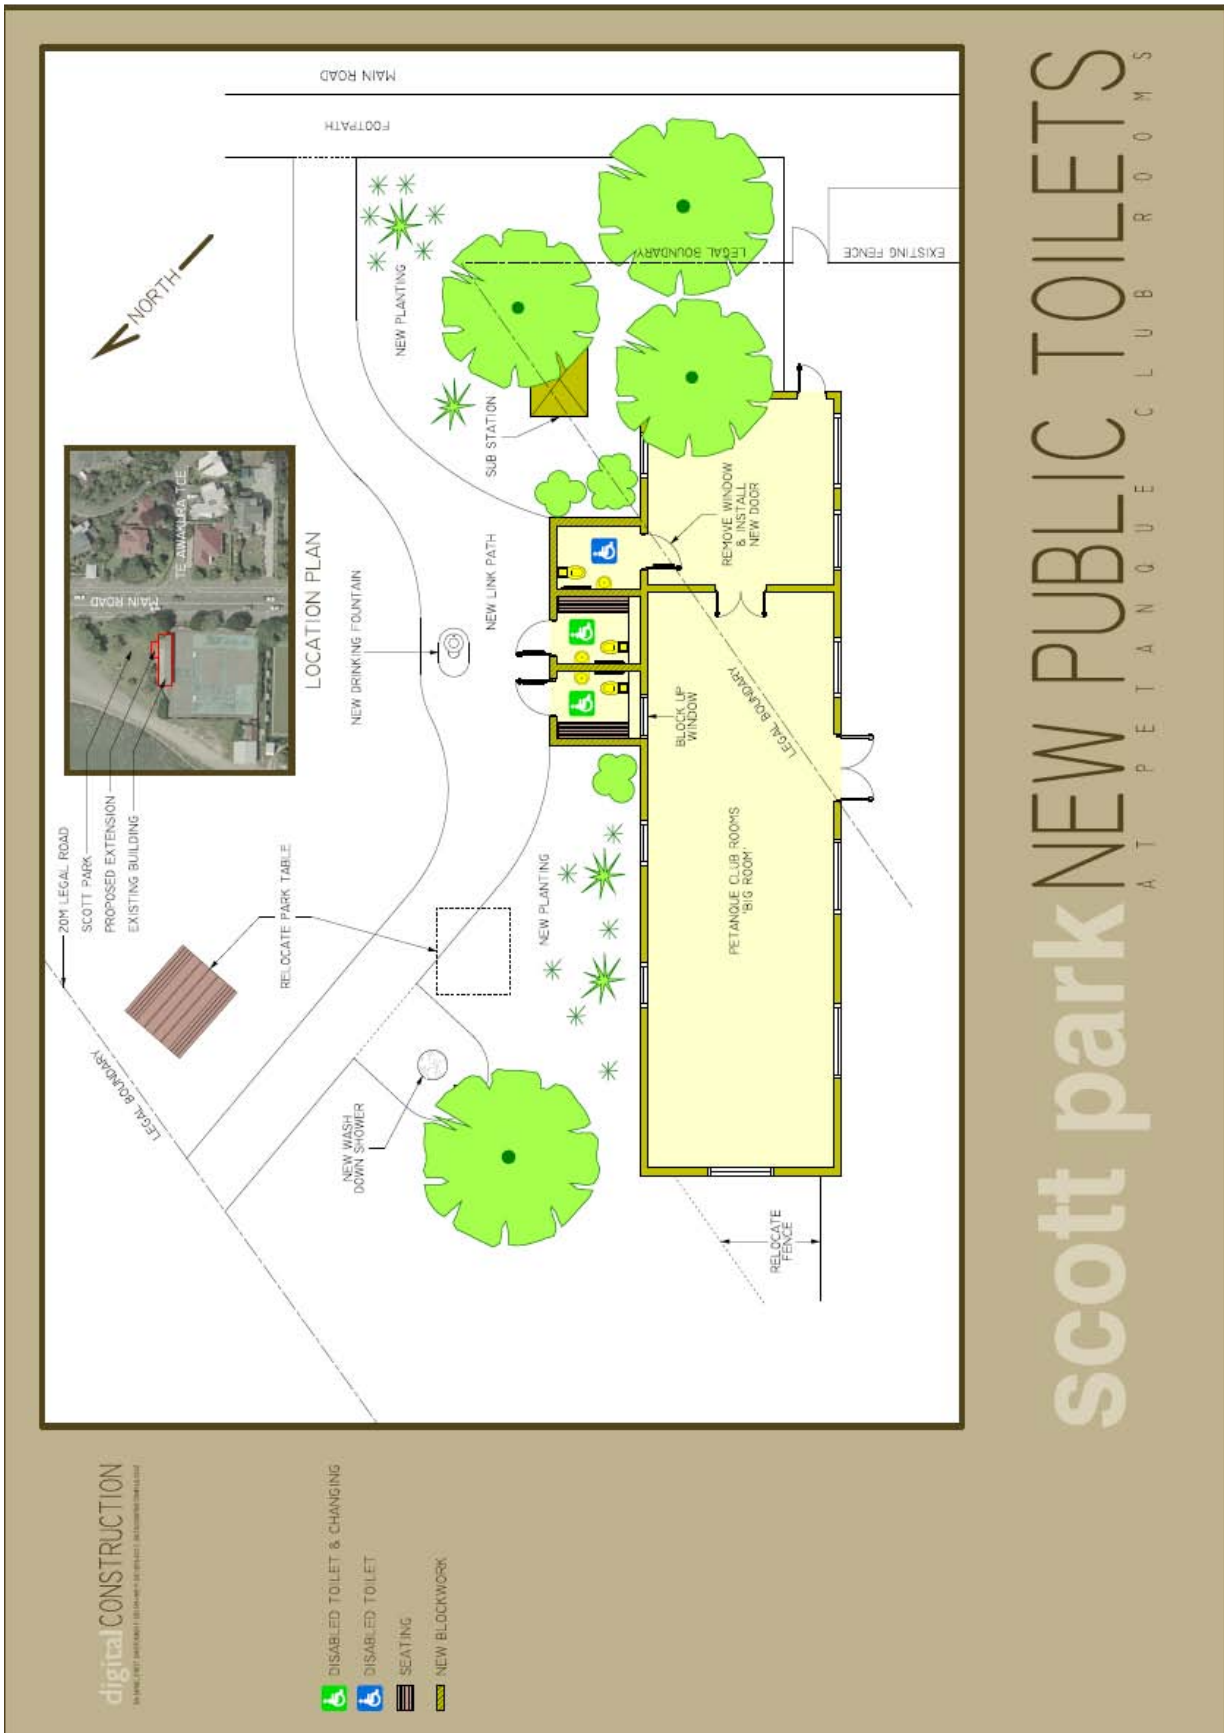 scott park NEW PUBLIC TOILETS
AT PETANQUE CLUB ROOMS
digitalCONSTRUCTION
DISABLED TOILET & CHANGING
DISABLED TOILET
SEATING
NEW BLOCKWORK
20M LEGAL ROAD
SCOTT PARK
PROPOSED EXTENSION
EXISTING BUILDING
MAIN ROAD
TE AWAKURA TCE
LOCATION PLAN
NORTH
MAIN ROAD
FOOTPATH
LEGAL BOUNDARY
RELOCATE PARK TABLE
NEW DRINKING FOUNTAIN
NEW PLANTING
NEW WASH
DOWN SHOWER
NEW LINK PATH
SUB STATION
NEW PLANTING
BLOCK UP
WINDOW
REMOVE WINDOW
& INSTALL
NEW DOOR
LEGAL BOUNDARY
EXISTING FENCE
LEGAL BOUNDARY
PETANQUE CLUB ROOMS
'BIG ROOM'
RELOCATE
FENCE